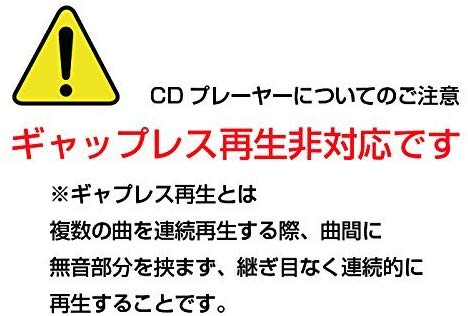 CDプレーヤーについてのご注意
ギャップレス再生非対応です
※ギャプレス再生とは
複数の曲を連続再生する際、曲間に
無音部分を挟まず、継ぎ目なく連続的に
再生することです。